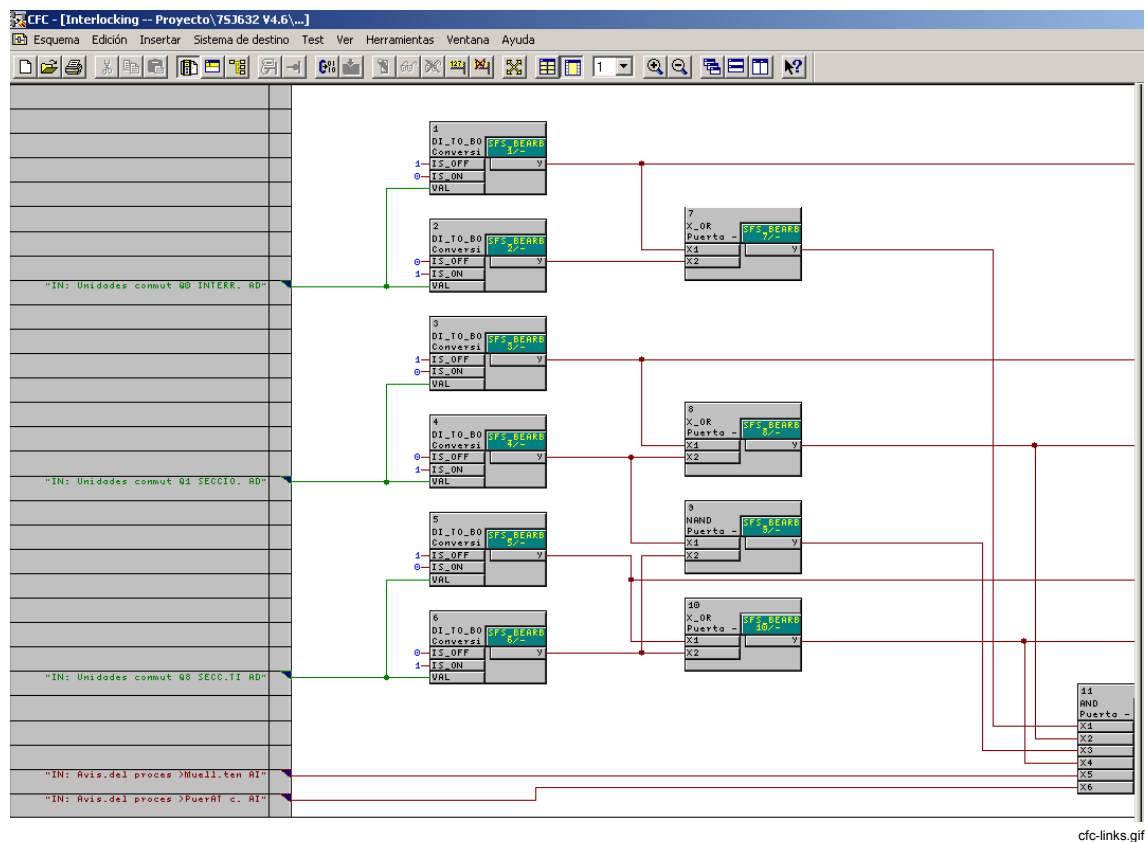 CFC - [Interlocking -- Proyecto\7SJ632 V4.6\...]
Esquema Edición Insertar Sistema de destino Test Ver Herramientas Ventana Ayuda
1
1
DI_TO_BO SFS_BEARB
Conversi 1/-
1 IS_OFF Y
0 IS_ON
VAL
2
DI_TO_BO SFS_BEARB
Conversi 2/-
0 IS_OFF Y
1 IS_ON
VAL
7
X_OR SFS_BEARB
Puerta - 7/-
X1 Y
X2
"IN: Unidades conmut Q0 INTERR. AD"
3
DI_TO_BO SFS_BEARB
Conversi 3/-
1 IS_OFF Y
0 IS_ON
VAL
4
DI_TO_BO SFS_BEARB
Conversi 4/-
0 IS_OFF Y
1 IS_ON
VAL
8
X_OR SFS_BEARB
Puerta - 8/-
X1 Y
X2
"IN: Unidades conmut Q1 SECCIO. AD"
5
DI_TO_BO SFS_BEARB
Conversi 5/-
1 IS_OFF Y
0 IS_ON
VAL
9
NAND SFS_BEARB
Puerta - 9/-
X1 Y
X2
6
DI_TO_BO SFS_BEARB
Conversi 6/-
0 IS_OFF Y
1 IS_ON
VAL
10
X_OR SFS_BEARB
Puerta - 10/-
X1 Y
X2
"IN: Unidades conmut Q8 SECC.TI AD"
11
AND
Puerta -
X1
X2
X3
X4
X5
X6
"IN: Avis.del proces >Muell.ten AI"
"IN: Avis.del proces >PuerAT c. AI"
cfc-links.gif